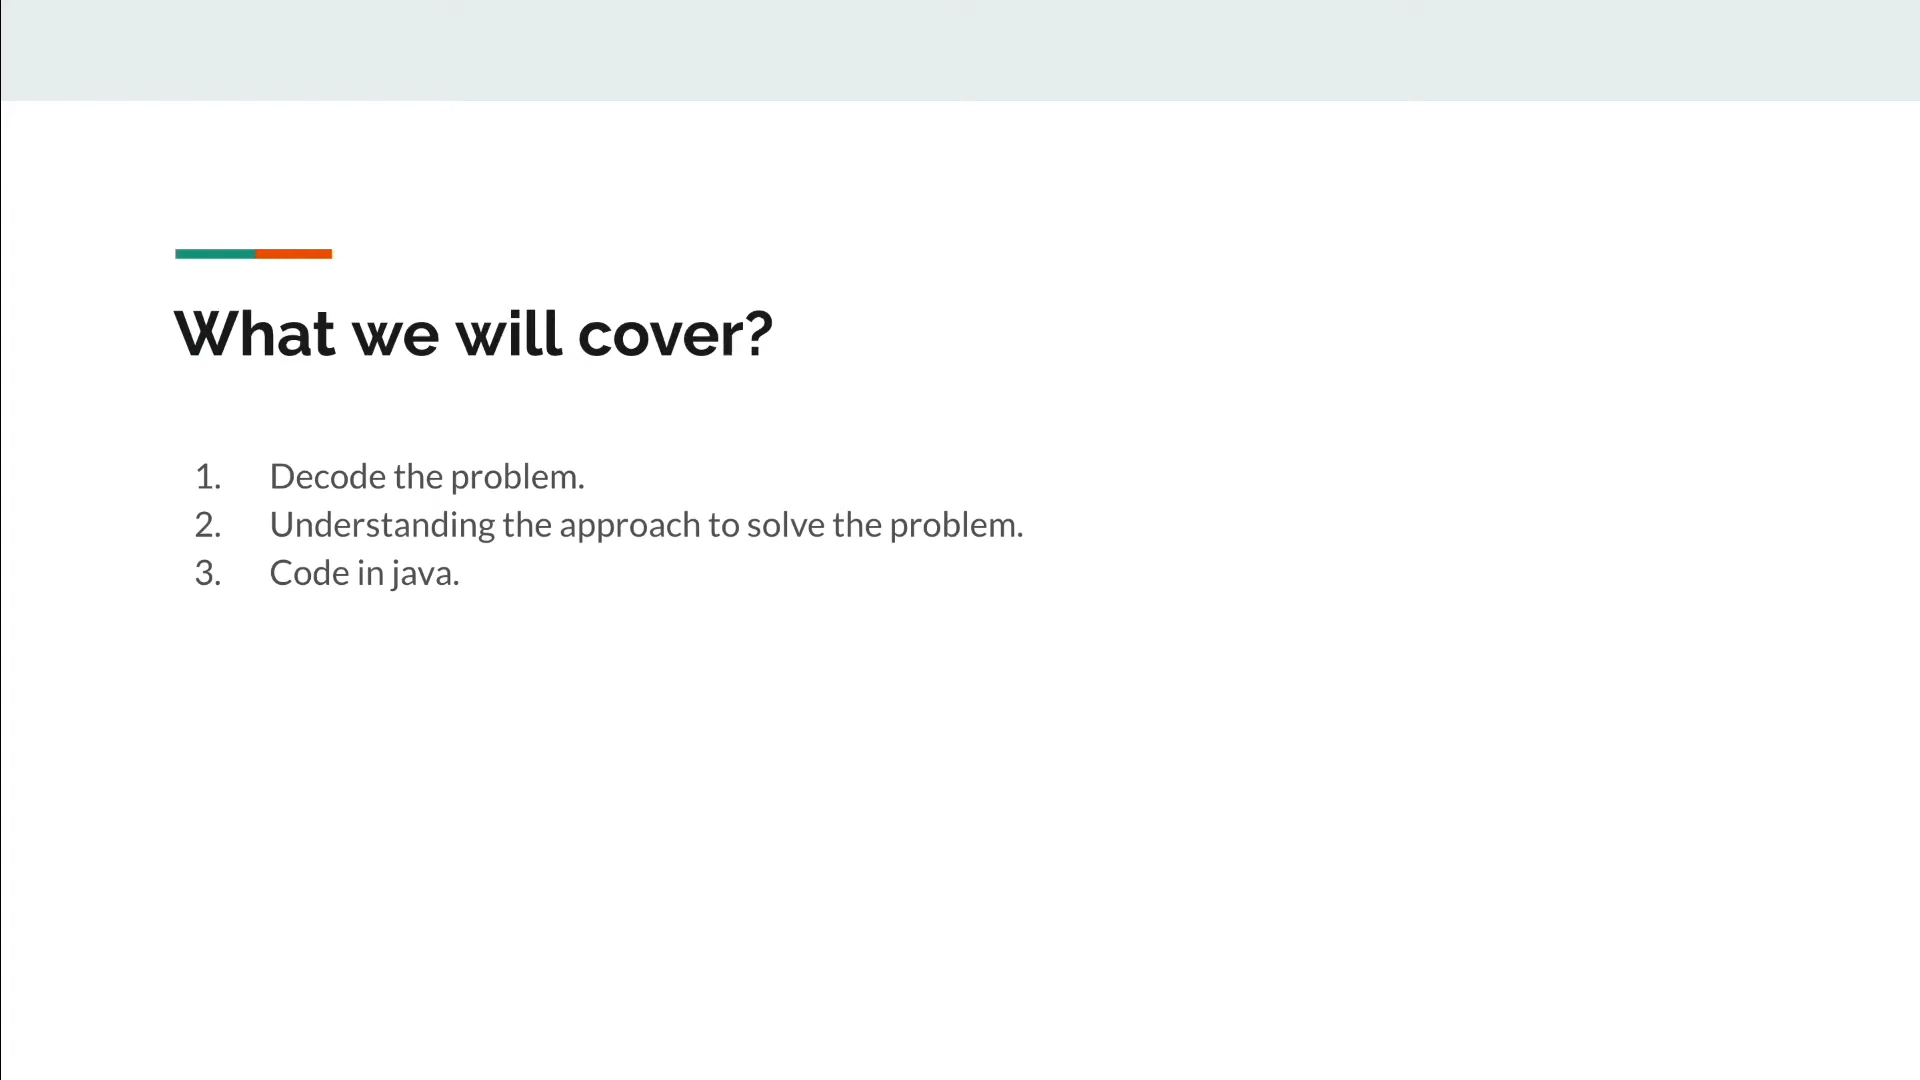 What we will cover?
1. Decode the problem.
2. Understanding the approach to solve the problem.
3. Code in java.